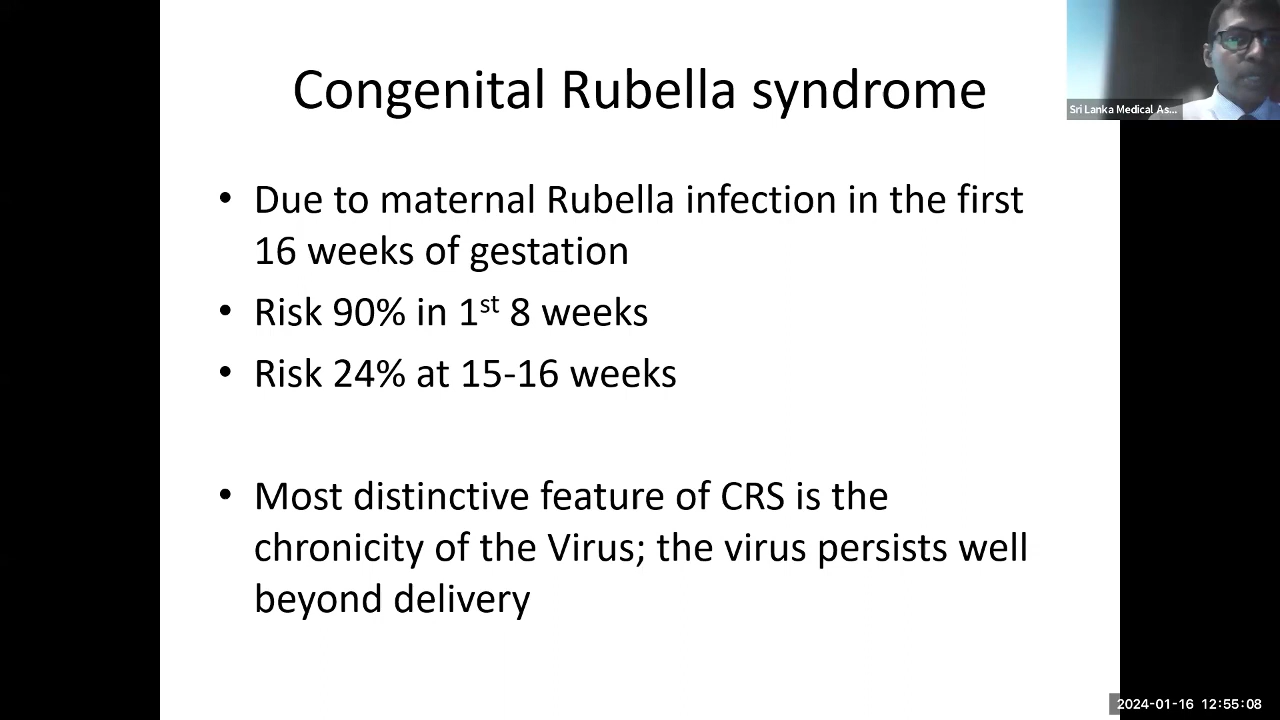 Congenital Rubella syndrome
Sri Lanka Medical As...
• Due to maternal Rubella infection in the first
16 weeks of gestation
• Risk 90% in 1st 8 weeks
• Risk 24% at 15-16 weeks
• Most distinctive feature of CRS is the
chronicity of the Virus; the virus persists well
beyond delivery
2024-01-16 12:55:08